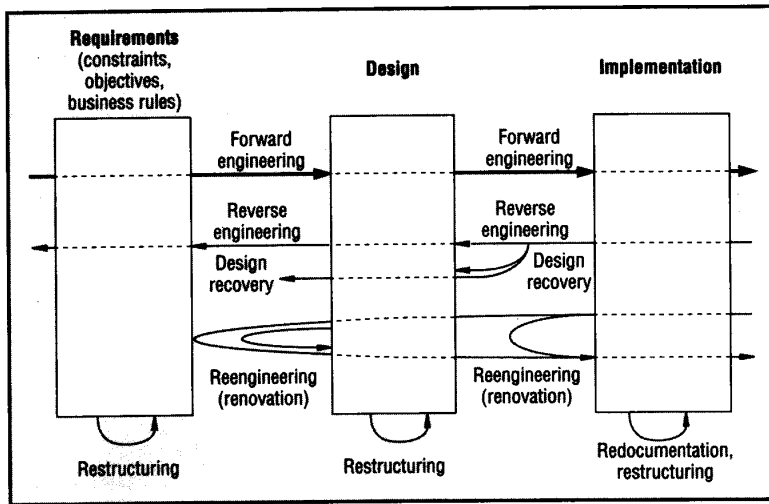 Requirements
(constraints,
objectives,
business rules)
Design
Implementation
Forward
engineering
Forward
engineering
Reverse
engineering
Reverse
engineering
Design
recovery
Design
recovery
Reengineering
(renovation)
Reengineering
(renovation)
Restructuring
Restructuring
Redocumentation,
restructuring